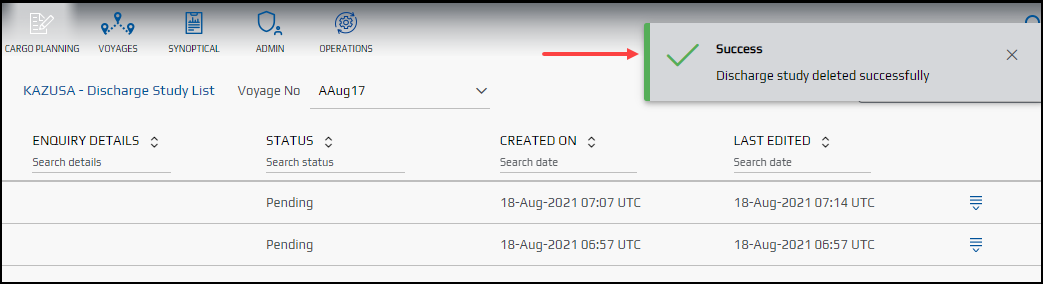 CARGO PLANNING VOYAGES SYNOPTICAL ADMIN OPERATIONS
Success
Discharge study deleted successfully
KAZUSA - Discharge Study List Voyage No AAug17
ENQUIRY DETAILS STATUS CREATED ON LAST EDITED
Search details Search status Search date Search date
Pending 18-Aug-2021 07:07 UTC 18-Aug-2021 07:14 UTC
Pending 18-Aug-2021 06:57 UTC 18-Aug-2021 06:57 UTC